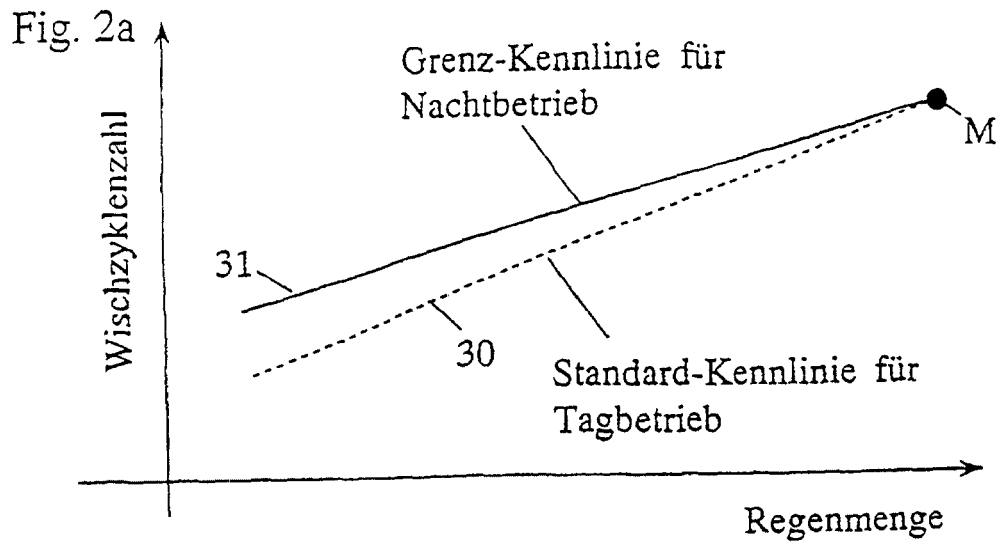 Fig. 2a
Grenz-Kennlinie für
Nachtbetrieb
M
Wischzyklenzahl
31
30
Standard-Kennlinie für
Tagbetrieb
Regenmenge